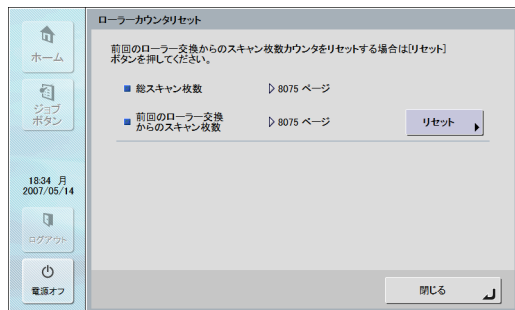 ローラーカウンタリセット
ホーム
ジョブ
ボタン
18:34 月
2007/05/14
ログアウト
電源オフ
前回のローラー交換からのスキャン枚数カウンタをリセットする場合は[リセット]
ボタンを押してください。
総スキャン枚数 8075 ページ
前回のローラー交換
からのスキャン枚数 8075 ページ リセット
閉じる